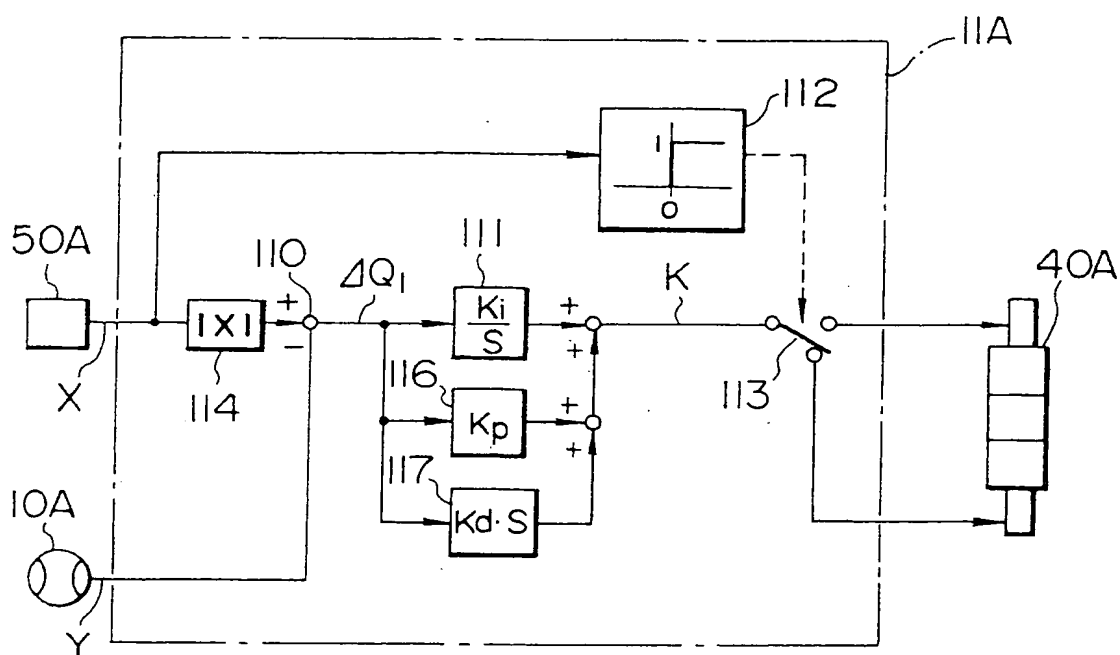 11A
112
1
0
50A
110
ΔQ1
111
Ki
S
+
+
K
40A
+
−
|X|
X
114
116
Kp
+
+
113
117
Kd·S
10A
Y